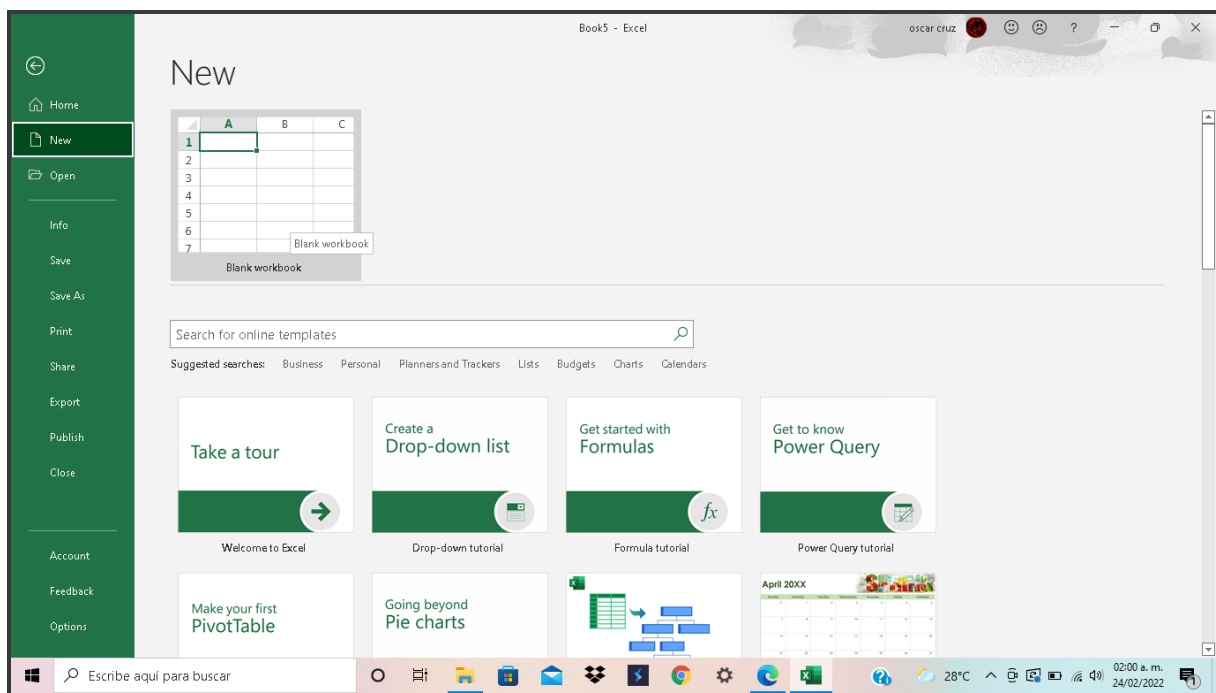 Book5 - Excel
oscar cruz
?
New
Home
New
Open
Info
Save
Save As
Print
Share
Export
Publish
Close
Account
Feedback
Options
A B C
1
2
3
4
5
6
7
Blank workbook
Blank workbook
Search for online templates
Suggested searches: Business Personal Planners and Trackers Lists Budgets Charts Calendars
Take a tour
Welcome to Excel
Create a
Drop-down list
Drop-down tutorial
Get started with
Formulas
fx
Formula tutorial
Get to know
Power Query
Power Query tutorial
Make your first
PivotTable
Going beyond
Pie charts
April 20XX
Escribe aquí para buscar
28°C
02:00 a. m.
24/02/2022